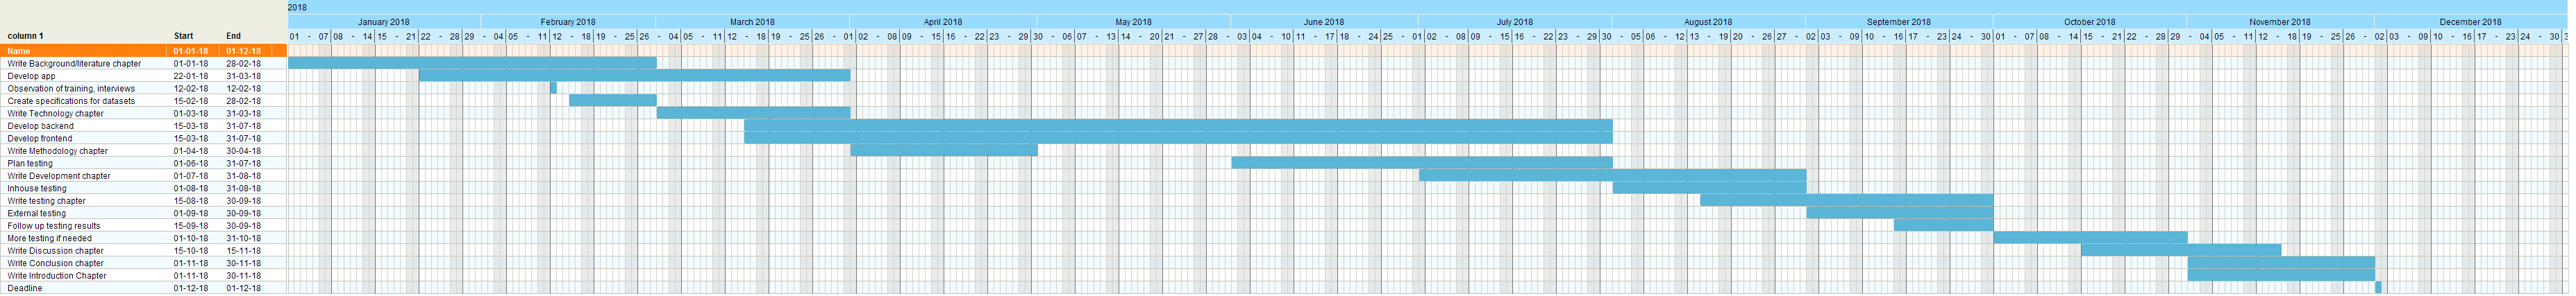 2018
January 2018 February 2018 March 2018 April 2018 May 2018 June 2018 July 2018 August 2018 September 2018 October 2018 November 2018 December 2018
column 1 Start End 01 - 07 08 - 14 15 - 21 22 - 28 29 - 04 05 - 11 12 - 18 19 - 25 26 - 04 05 - 11 12 - 18 19 - 25 26 - 01 02 - 08 09 - 15 16 - 22 23 - 29 30 - 06 07 - 13 14 - 20 21 - 27 28 - 03 04 - 10 11 - 17 18 - 24 25 - 01 02 - 08 09 - 15 16 - 22 23 - 29 30 - 05 06 - 12 13 - 19 20 - 26 27 - 02 03 - 09 10 - 16 17 - 23 24 - 30 01 - 07 08 - 14 15 - 21 22 - 28 29 - 04 05 - 11 12 - 18 19 - 25 26 - 02 03 - 09 10 - 16 17 - 23 24 - 30
Name 01-01-18 01-12-18
Write Background/literature chapter 01-01-18 28-02-18
Develop app 22-01-18 31-03-18
Observation of training, interviews 12-02-18 12-02-18
Create specifications for datasets 15-02-18 28-02-18
Write Technology chapter 01-03-18 31-03-18
Develop backend 15-03-18 31-07-18
Develop frontend 15-03-18 31-07-18
Write Methodology chapter 01-04-18 30-04-18
Plan testing 01-06-18 31-07-18
Write Development chapter 01-07-18 31-08-18
Inhouse testing 01-08-18 31-08-18
Write testing chapter 15-08-18 30-09-18
External testing 01-09-18 30-09-18
Follow up testing results 15-09-18 30-09-18
More testing if needed 01-10-18 31-10-18
Write Discussion chapter 15-10-18 15-11-18
Write Conclusion chapter 01-11-18 30-11-18
Write Introduction Chapter 01-11-18 30-11-18
Deadline 01-12-18 01-12-18